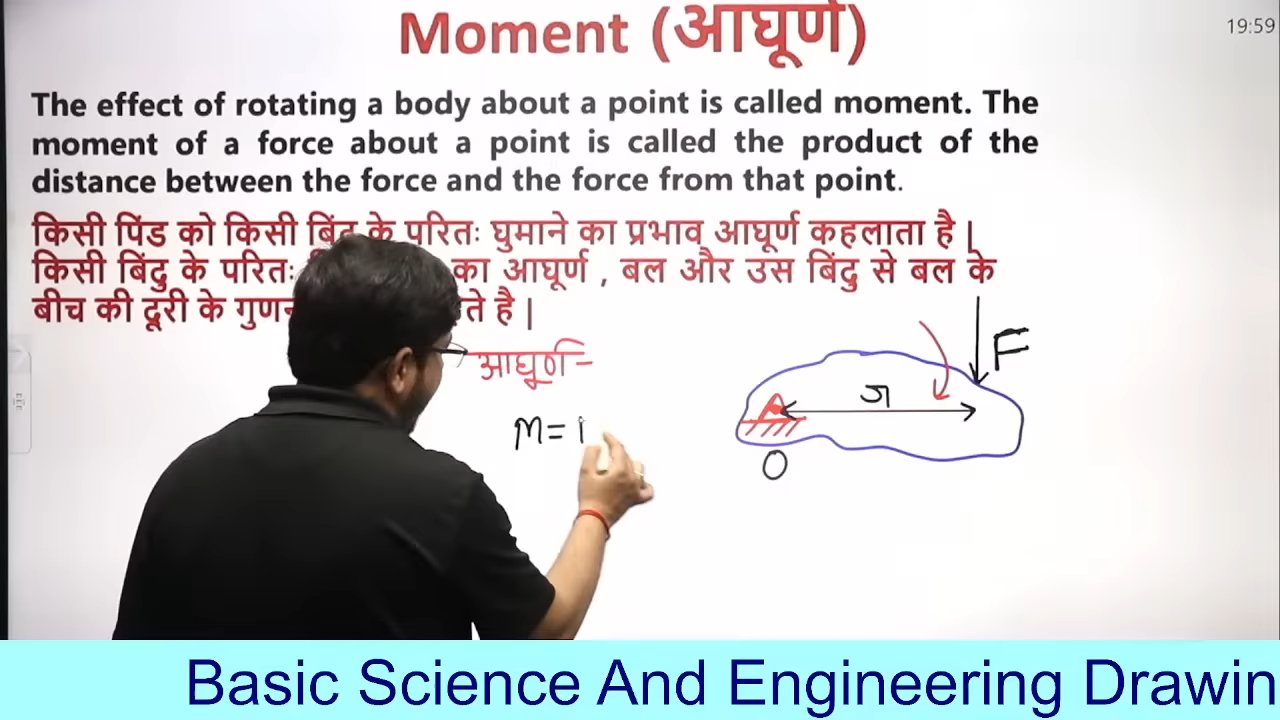 Moment (आघूर्ण)
19:59
The effect of rotating a body about a point is called moment. The
moment of a force about a point is called the product of the
distance between the force and the force from that point.
किसी पिंड को किसी बिंदु के परितः घुमाने का प्रभाव आघूर्ण कहलाता है |
किसी बिंदु के परितः का आघूर्ण , बल और उस बिंदु से बल के
बीच की दूरी के ते है |
आघूर्ण -
M=
F
O
Basic Science And Engineering Drawin